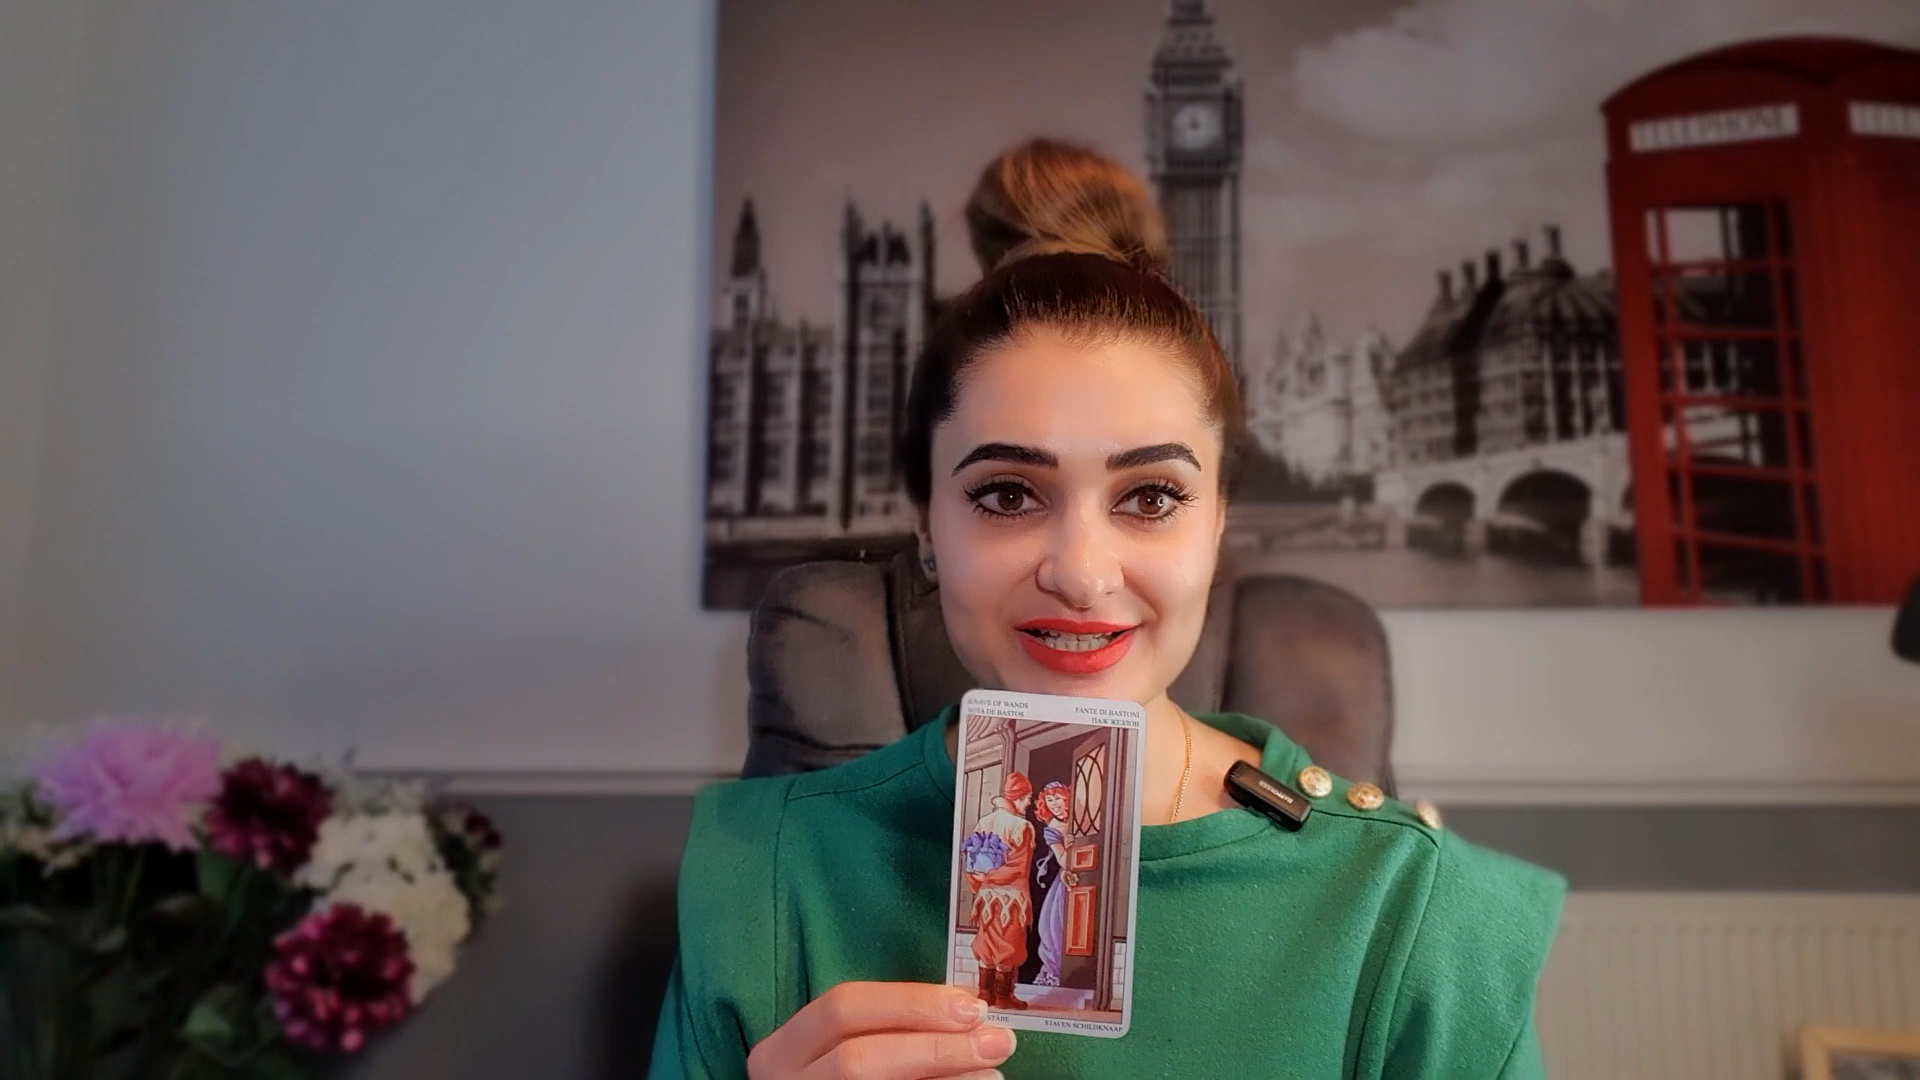 TELEPHONE
KNAVE OF WANDS
SOTA DE BASTOS
FANTE DI BASTONI
ПАЖ ЖЕЗЛОВ
STAVEN SCHILDKNAAP